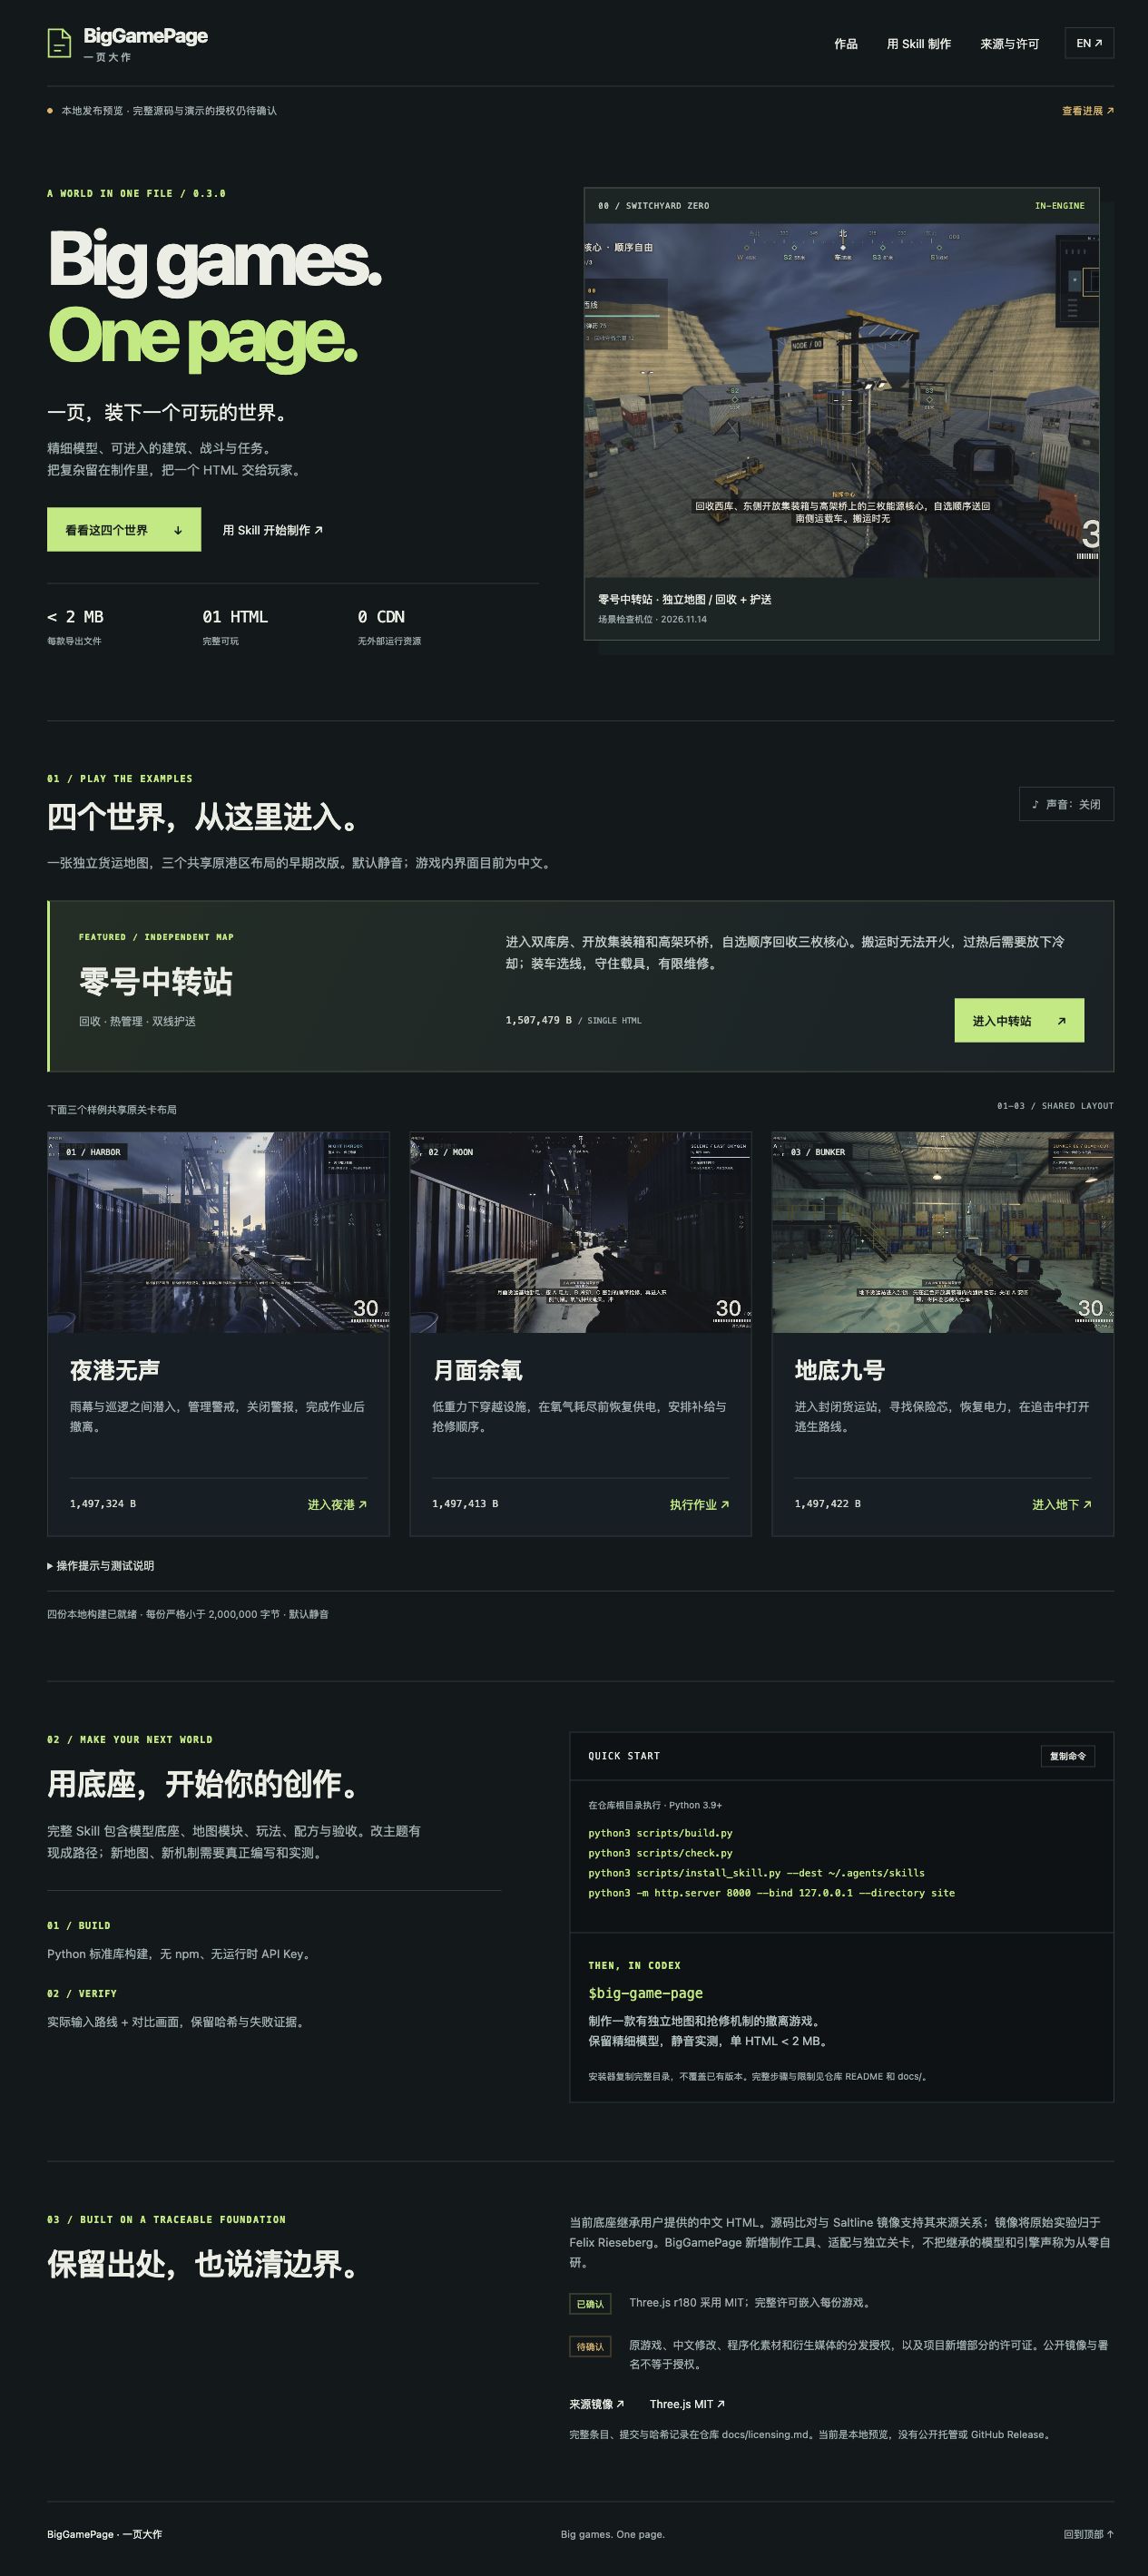 BigGamePage
一页大作
作品
用 Skill 制作
来源与许可
EN ↗
本地发布预览 · 完整源码与演示的授权仍待确认
查看进展 ↗
A WORLD IN ONE FILE / 0.3.0
Big games.
One page.
一页，装下一个可玩的世界。
精细模型、可进入的建筑、战斗与任务。
把复杂留在制作里，把一个 HTML 交给玩家。
看看这四个世界 ↓
用 Skill 开始制作 ↗
< 2 MB
每款导出文件
01 HTML
完整可玩
0 CDN
无外部运行资源
00 / SWITCHYARD ZERO
IN-ENGINE
核心 · 顺序自由
北
NODE / 00
指挥中心
回收西库、东侧开放集装箱与高架桥上的三枚能源核心，自选顺序送回
南侧运载车。搬运时无
3
零号中转站 · 独立地图 / 回收 + 护送
场景检查机位 · 2026.11.14
01 / PLAY THE EXAMPLES
四个世界，从这里进入。
♪ 声音：关闭
一张独立货运地图，三个共享原港区布局的早期改版。默认静音；游戏内界面目前为中文。
FEATURED / INDEPENDENT MAP
零号中转站
回收 · 热管理 · 双线护送
进入双库房、开放集装箱和高架环桥，自选顺序回收三枚核心。搬运时无法开火，过热后需要放下冷
却；装车选线，守住载具，有限维修。
1,507,479 B / SINGLE HTML
进入中转站 ↗
下面三个样例共享原关卡布局
01—03 / SHARED LAYOUT
01 / HARBOR
30
02 / MOON
30
03 / BUNKER
30
夜港无声
雨幕与巡逻之间潜入，管理警戒，关闭警报，完成作业后
撤离。
1,497,324 B
进入夜港 ↗
月面余氧
低重力下穿越设施，在氧气耗尽前恢复供电，安排补给与
抢修顺序。
1,497,413 B
执行作业 ↗
地底九号
进入封闭货运站，寻找保险芯，恢复电力，在追击中打开
逃生路线。
1,497,422 B
进入地下 ↗
▶ 操作提示与测试说明
四份本地构建已就绪 · 每份严格小于 2,000,000 字节 · 默认静音
02 / MAKE YOUR NEXT WORLD
用底座，开始你的创作。
完整 Skill 包含模型底座、地图模块、玩法、配方与验收。改主题有
现成路径；新地图、新机制需要真正编写和实测。
01 / BUILD
Python 标准库构建，无 npm、无运行时 API Key。
02 / VERIFY
实际输入路线 + 对比画面，保留哈希与失败证据。
QUICK START
复制命令
在仓库根目录执行 · Python 3.9+
python3 scripts/build.py
python3 scripts/check.py
python3 scripts/install_skill.py --dest ~/.agents/skills
python3 -m http.server 8000 --bind 127.0.0.1 --directory site
THEN, IN CODEX
$big-game-page
制作一款有独立地图和抢修机制的撤离游戏。
保留精细模型，静音实测，单 HTML < 2 MB。
安装器复制完整目录，不覆盖已有版本。完整步骤与限制见仓库 README 和 docs/。
03 / BUILT ON A TRACEABLE FOUNDATION
保留出处，也说清边界。
当前底座继承用户提供的中文 HTML。源码比对与 Saltline 镜像支持其来源关系；镜像将原始实验归于
Felix Rieseberg。BigGamePage 新增制作工具、适配与独立关卡，不把继承的模型和引擎声称为从零自
研。
已确认
Three.js r180 采用 MIT；完整许可嵌入每份游戏。
待确认
原游戏、中文修改、程序化素材和衍生媒体的分发授权，以及项目新增部分的许可证。公开镜像与署
名不等于授权。
来源镜像 ↗
Three.js MIT ↗
完整条目、提交与哈希记录在仓库 docs/licensing.md。当前是本地预览，没有公开托管或 GitHub Release。
BigGamePage · 一页大作
Big games. One page.
回到顶部 ↑